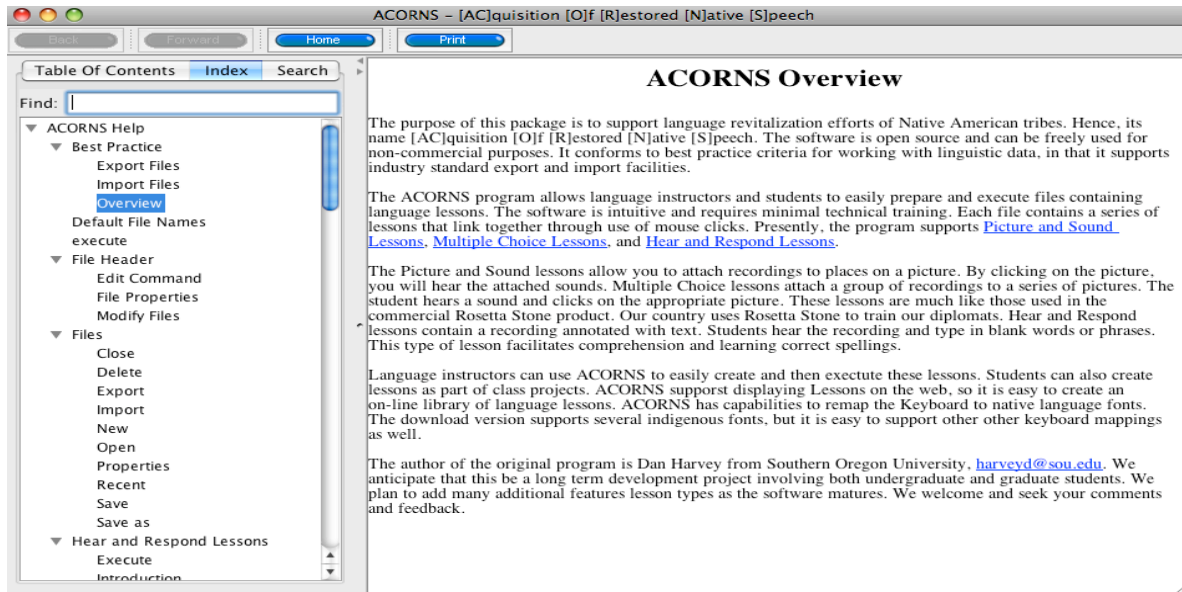 ACORNS – [AC]quisition [O]f [R]estored [N]ative [S]peech
Back Forward Home Print
Table Of Contents Index Search
Find:
ACORNS Help
Best Practice
Export Files
Import Files
Overview
Default File Names
execute
File Header
Edit Command
File Properties
Modify Files
Files
Close
Delete
Export
Import
New
Open
Properties
Recent
Save
Save as
Hear and Respond Lessons
Execute
Introduction
ACORNS Overview
The purpose of this package is to support language revitalization efforts of Native American tribes. Hence, its
name [AC]quisition [O]f [R]estored [N]ative [S]peech. The software is open source and can be freely used for
non-commercial purposes. It conforms to best practice criteria for working with linguistic data, in that it supports
industry standard export and import facilities.
The ACORNS program allows language instructors and students to easily prepare and execute files containing
language lessons. The software is intuitive and requires minimal technical training. Each file contains a series of
lessons that link together through use of mouse clicks. Presently, the program supports Picture and Sound
Lessons, Multiple Choice Lessons, and Hear and Respond Lessons.
The Picture and Sound lessons allow you to attach recordings to places on a picture. By clicking on the picture,
you will hear the attached sounds. Multiple Choice lessons attach a group of recordings to a series of pictures. The
student hears a sound and clicks on the appropriate picture. These lessons are much like those used in the
commercial Rosetta Stone product. Our country uses Rosetta Stone to train our diplomats. Hear and Respond
lessons contain a recording annotated with text. Students hear the recording and type in blank words or phrases.
This type of lesson facilitates comprehension and learning correct spellings.
Language instructors can use ACORNS to easily create and then exectute these lessons. Students can also create
lessons as part of class projects. ACORNS supporst displaying Lessons on the web, so it is easy to create an
on-line library of language lessons. ACORNS has capabilities to remap the Keyboard to native language fonts.
The download version supports several indigenous fonts, but it is easy to support other other keyboard mappings
as well.
The author of the original program is Dan Harvey from Southern Oregon University, harveyd@sou.edu. We
anticipate that this be a long term development project involving both undergraduate and graduate students. We
plan to add many additional features lesson types as the software matures. We welcome and seek your comments
and feedback.